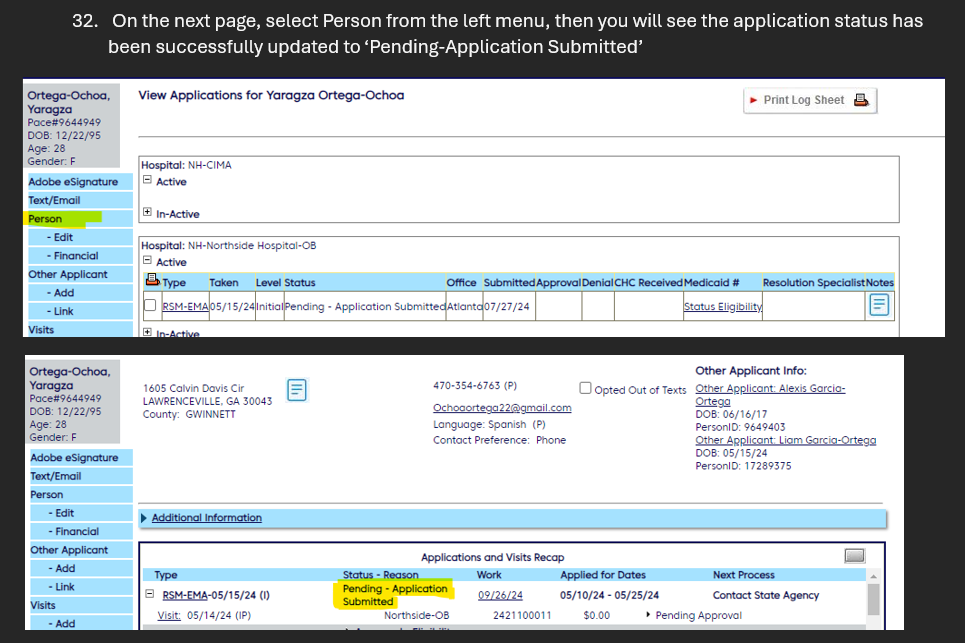 32. On the next page, select Person from the left menu, then you will see the application status has
been successfully updated to ‘Pending-Application Submitted’
Ortega-Ochoa,
Yaragza
Pace#9644949
DOB: 12/22/95
Age: 28
Gender: F
Adobe eSignature
Text/Email
Person
- Edit
- Financial
Other Applicant
- Add
- Link
Visits
View Applications for Yaragza Ortega-Ochoa
Print Log Sheet
Hospital: NH-CIMA
Active
In-Active
Hospital: NH-Northside Hospital-OB
Active
Type Taken Level Status Office Submitted Approval Denial CHC Received Medicaid # Resolution Specialist Notes
RSM-EMA 05/15/24 Initial Pending - Application Submitted Atlanta 07/27/24 Status Eligibility
In-Active
Ortega-Ochoa,
Yaragza
Pace#9644949
DOB: 12/22/95
Age: 28
Gender: F
Adobe eSignature
Text/Email
Person
- Edit
- Financial
Other Applicant
- Add
- Link
Visits
- Add
1605 Calvin Davis Cir
LAWRENCEVILLE, GA 30043
County: GWINNETT
470-354-6763 (P)
Ochoaortega22@gmail.com
Language: Spanish (P)
Contact Preference: Phone
Opted Out of Texts
Other Applicant Info:
Other Applicant: Alexis Garcia-
Ortega
DOB: 06/16/17
PersonID: 9649403
Other Applicant: Liam Garcia-Ortega
DOB: 05/15/24
PersonID: 17289375
Additional Information
Applications and Visits Recap
Type Status - Reason Work Applied for Dates Next Process
RSM-EMA-05/15/24 (I) Pending - Application
Submitted 09/26/24 05/10/24 - 05/25/24 Contact State Agency
Visit: 05/14/24 (IP) Northside-OB 2421100011 $0.00 Pending Approval